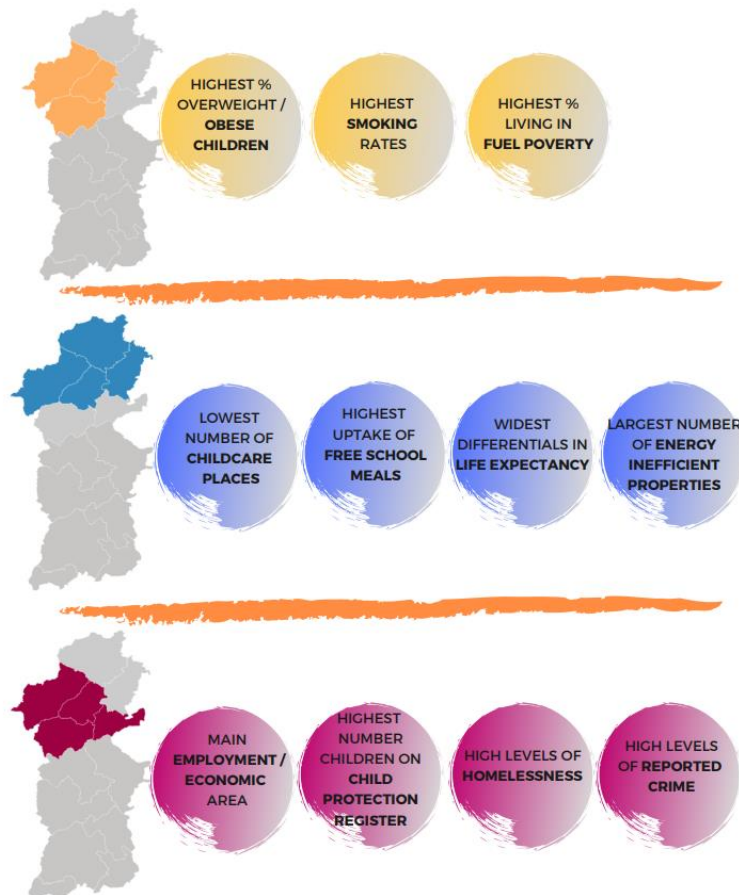 HIGHEST %
OVERWEIGHT /
OBESE
CHILDREN
HIGHEST
SMOKING
RATES
HIGHEST %
LIVING IN
FUEL POVERTY
LOWEST
NUMBER OF
CHILDCARE
PLACES
HIGHEST
UPTAKE OF
FREE SCHOOL
MEALS
WIDEST
DIFFERENTIALS IN
LIFE EXPECTANCY
LARGEST NUMBER
OF ENERGY
INEFFICIENT
PROPERTIES
MAIN
EMPLOYMENT /
ECONOMIC
AREA
HIGHEST
NUMBER
CHILDREN ON
CHILD
PROTECTION
REGISTER
HIGH LEVELS OF
HOMELESSNESS
HIGH LEVELS
OF REPORTED
CRIME